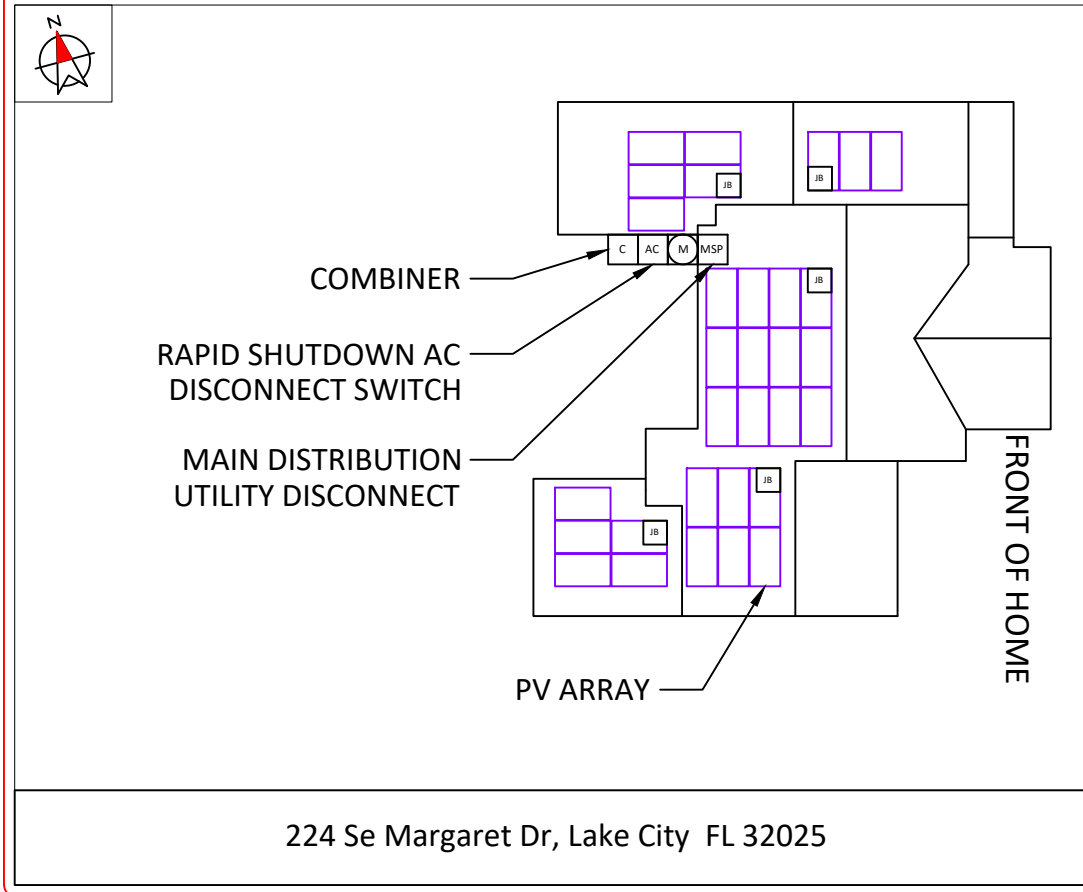 N
JB
JB
C AC M MSP
COMBINER
JB
RAPID SHUTDOWN AC
DISCONNECT SWITCH
MAIN DISTRIBUTION
UTILITY DISCONNECT
JB
JB
FRONT OF HOME
PV ARRAY
224 Se Margaret Dr, Lake City  FL 32025